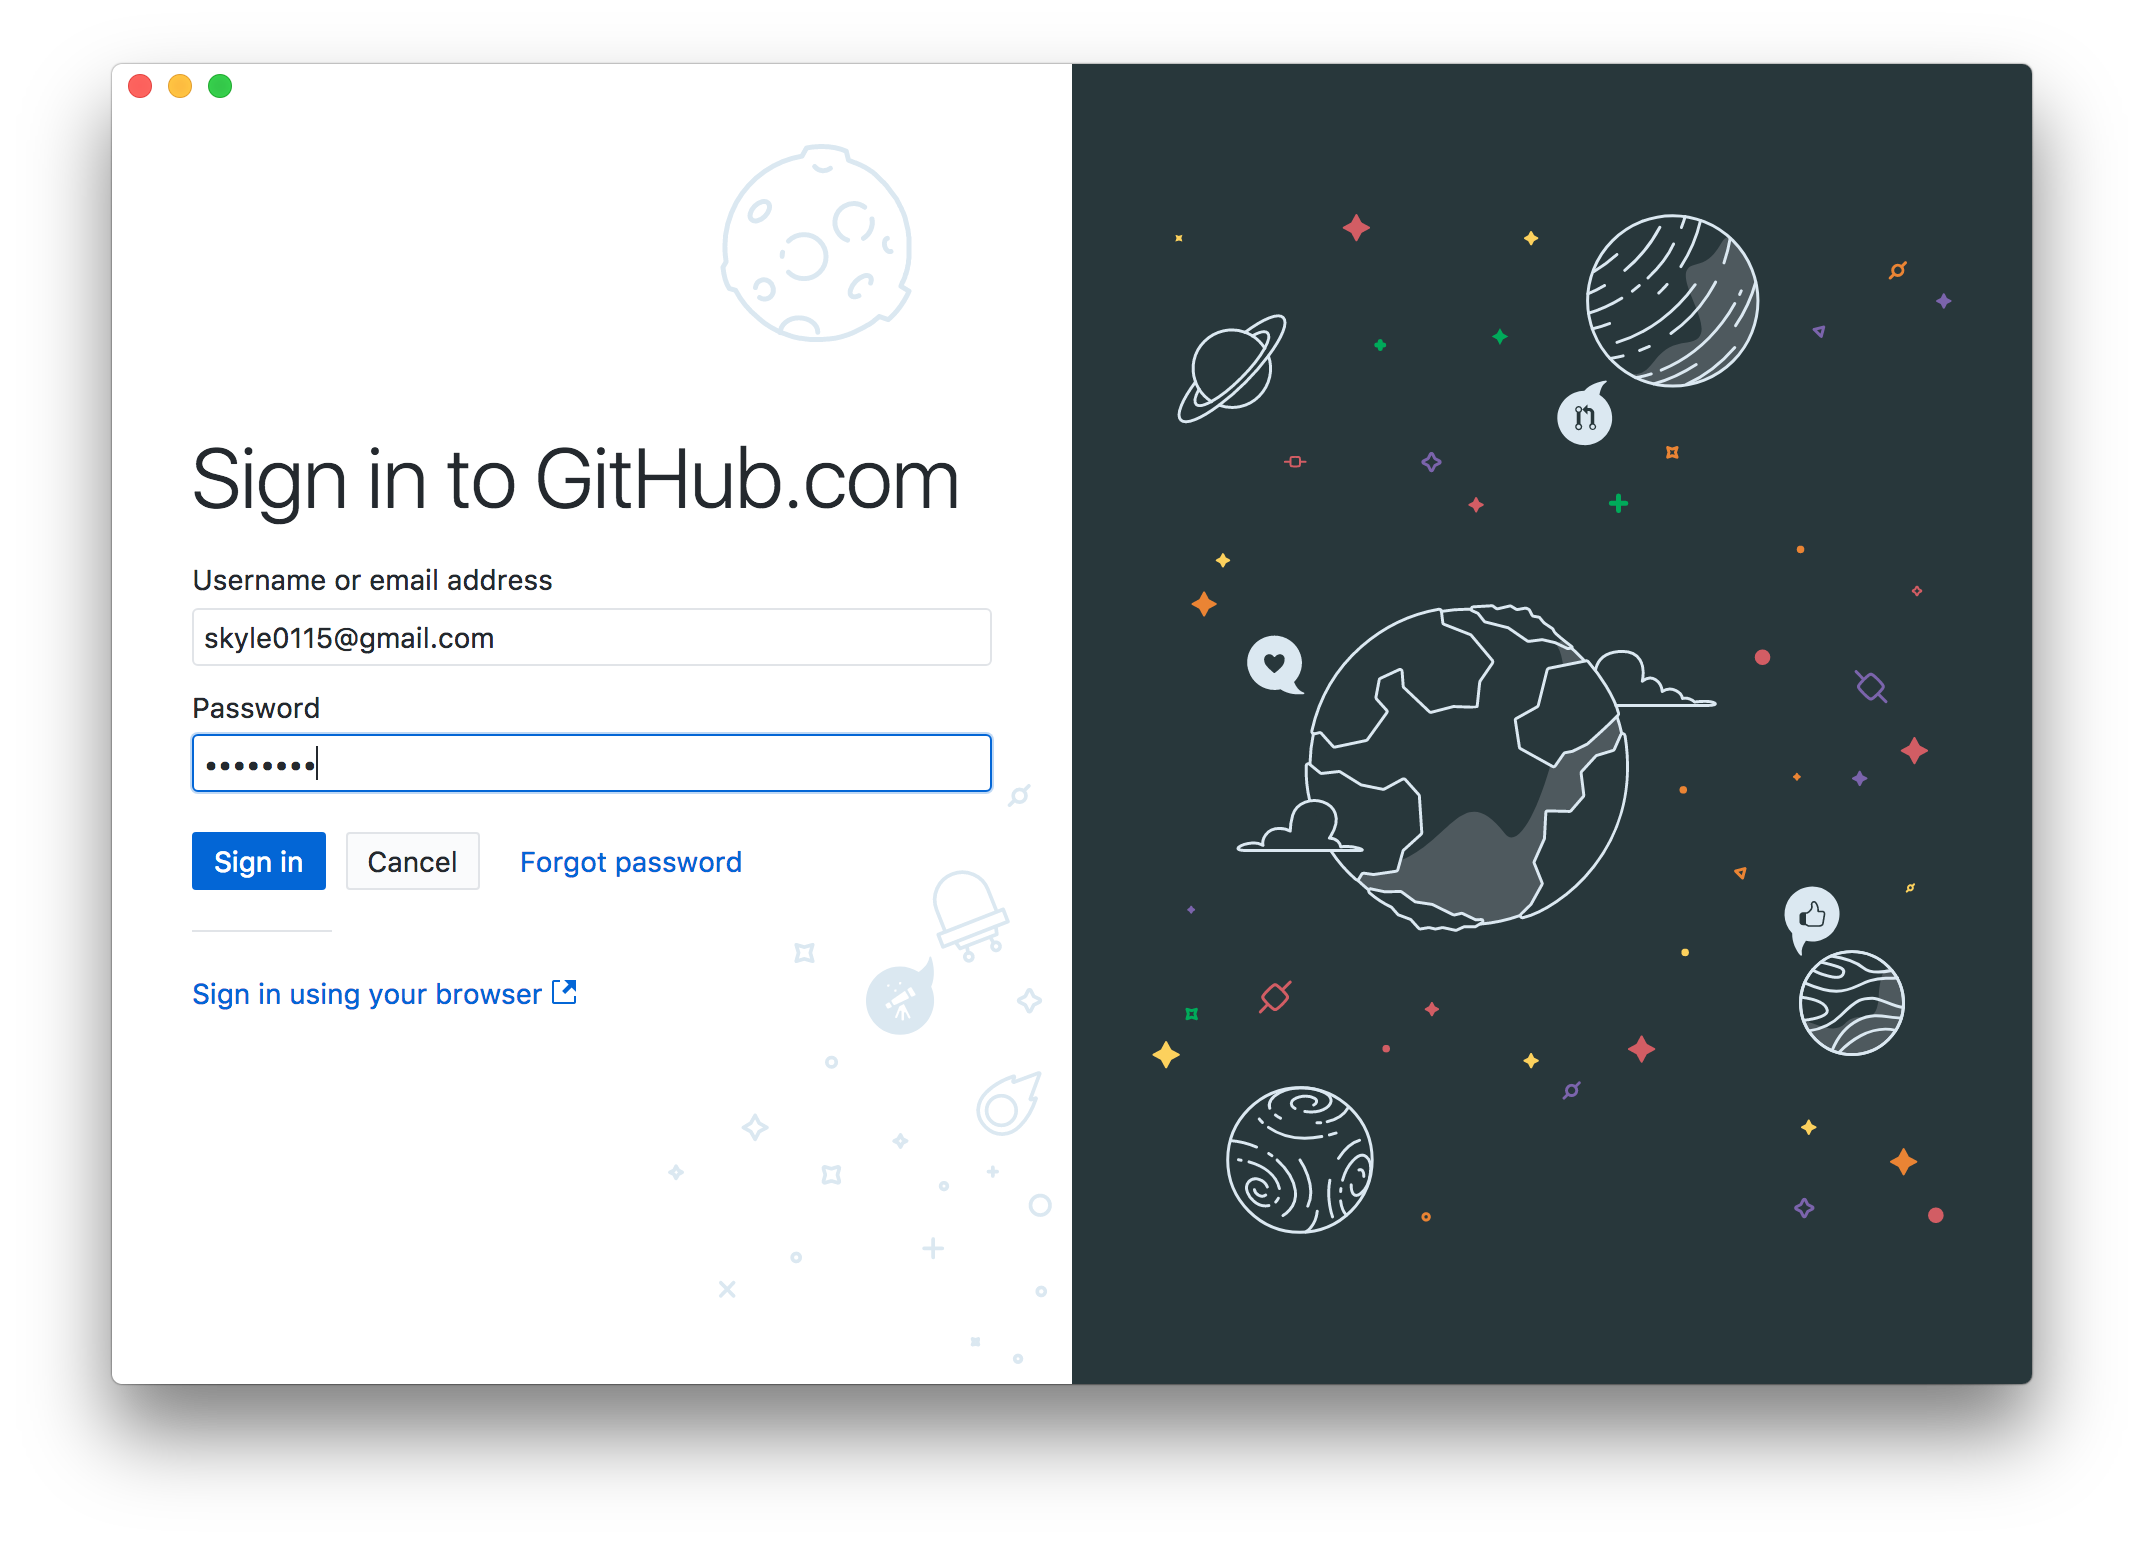 Sign in to GitHub.com
Username or email address
skyle0115@gmail.com
Password
••••••••
Sign in
Cancel
Forgot password
Sign in using your browser